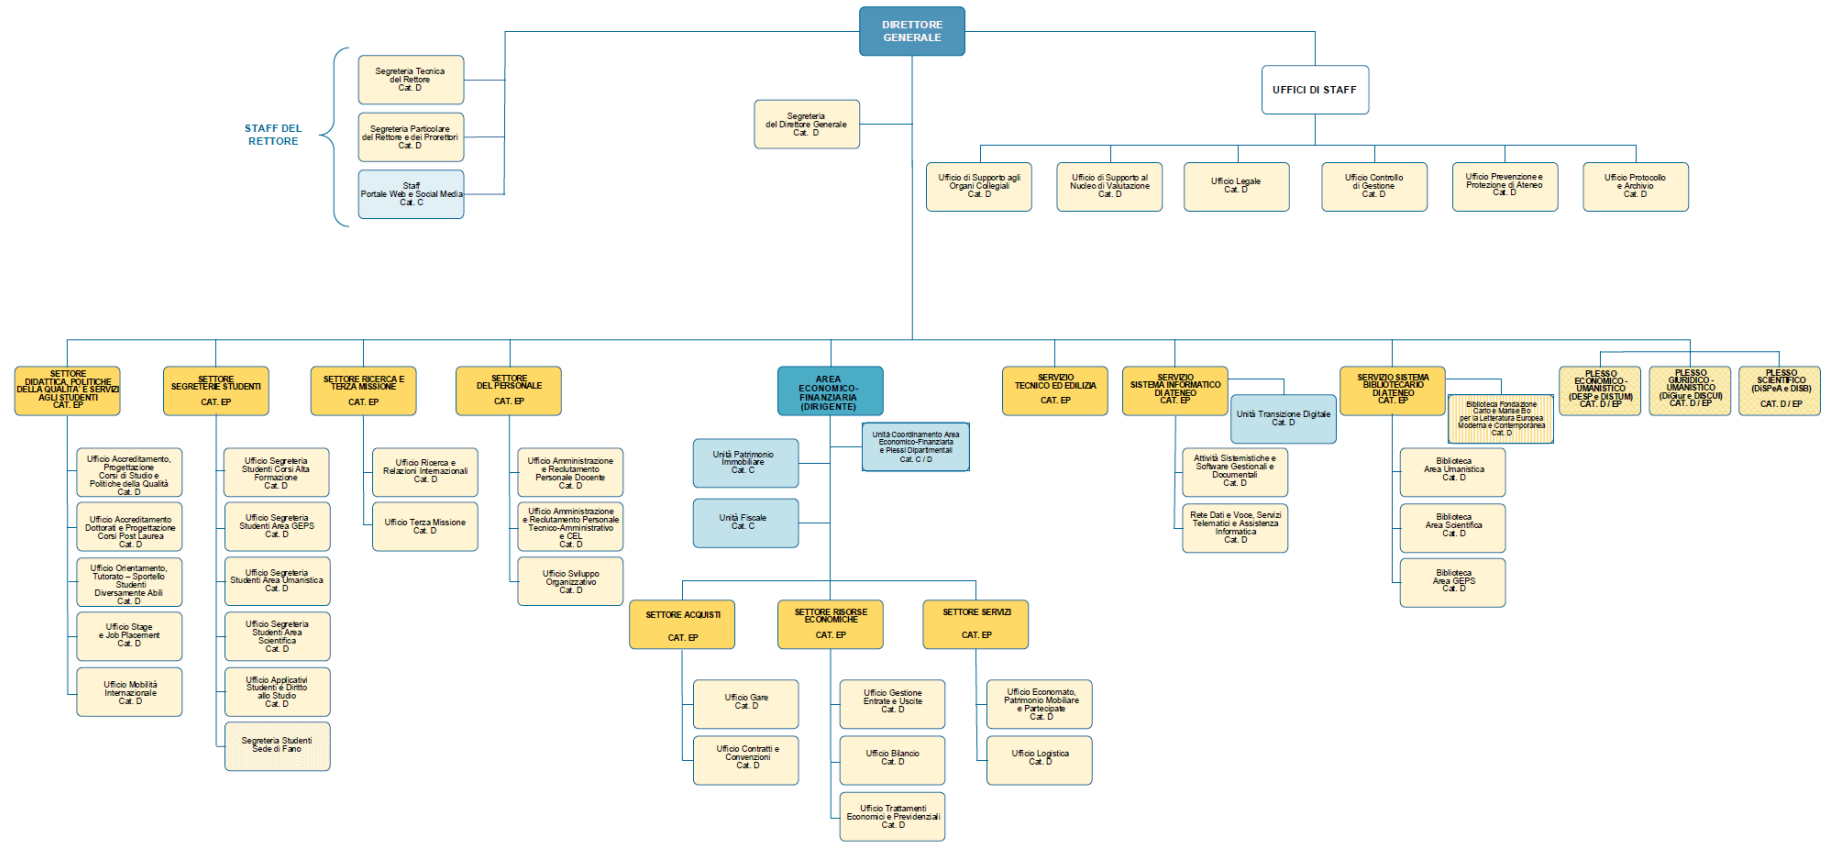 DIRETTORE
GENERALE
STAFF DEL
RETTORE
Segreteria Tecnica
del Rettore
Cat. D
Segreteria Particolare
del Rettore e dei Prorettori
Cat. D
Staff
Portale Web e Social Media
Cat. C
Segreteria
del Direttore Generale
Cat. D
UFFICI DI STAFF
Ufficio di Supporto agli
Organi Collegiali
Cat. D
Ufficio di Supporto al
Nucleo di Valutazione
Cat. D
Ufficio Legale
Cat. D
Ufficio Controllo
di Gestione
Cat. D
Ufficio Prevenzione e
Protezione di Ateneo
Cat. D
Ufficio Protocollo
e Archivio
Cat. D
SETTORE
DIDATTICA, POLITICHE
DELLA QUALITA' E SERVIZI
AGLI STUDENTI
CAT. EP
Ufficio Accreditamento,
Progettazione
Corsi di Studio e
Politiche della Qualità
Cat. D
Ufficio Accreditamento
Dottorati e Progettazione
Corsi Post Laurea
Cat. D
Ufficio Orientamento,
Tutorato – Sportello
Studenti
Diversamente Abili
Cat. D
Ufficio Stage
e Job Placement
Cat. D
Ufficio Mobilità
Internazionale
Cat. D
SETTORE
SEGRETERIE STUDENTI
CAT. EP
Ufficio Segreteria
Studenti Corsi Alta
Formazione
Cat. D
Ufficio Segreteria
Studenti Area GEPS
Cat. D
Ufficio Segreteria
Studenti Area Umanistica
Cat. D
Ufficio Segreteria
Studenti Area
Scientifica
Cat. D
Ufficio Applicativi
Studenti e Diritto
allo Studio
Cat. D
Segreteria Studenti
Sede di Fano
SETTORE RICERCA E
TERZA MISSIONE
CAT. EP
Ufficio Ricerca e
Relazioni Internazionali
Cat. D
Ufficio Terza Missione
Cat. D
SETTORE
DEL PERSONALE
CAT. EP
Ufficio Amministrazione
e Reclutamento
Personale Docente
Cat. D
Ufficio Amministrazione
e Reclutamento Personale
Tecnico-Amministrativo
e CEL
Cat. D
Ufficio Sviluppo
Organizzativo
Cat. D
AREA
ECONOMICO-
FINANZIARIA
(DIRIGENTE)
Unità Coordinamento Area
Economico-Finanziaria
e Plessi Dipartimentali
Cat. C / D
Unità Patrimonio
Immobiliare
Cat. C
Unità Fiscale
Cat. C
SETTORE ACQUISTI
CAT. EP
Ufficio Gare
Cat. D
Ufficio Contratti e
Convenzioni
Cat. D
SETTORE RISORSE
ECONOMICHE
CAT. EP
Ufficio Gestione
Entrate e Uscite
Cat. D
Ufficio Bilancio
Cat. D
Ufficio Trattamenti
Economici e Previdenziali
Cat. D
SETTORE SERVIZI
CAT. EP
Ufficio Economato,
Patrimonio Mobiliare
e Partecipate
Cat. D
Ufficio Logistica
Cat. D
SERVIZIO
TECNICO ED EDILIZIA
CAT. EP
SERVIZIO
SISTEMA INFORMATICO
DI ATENEO
CAT. EP
Unità Transizione Digitale
Cat. D
Attività Sistemistiche e
Software Gestionali e
Documentali
Cat. D
Rete Dati e Voce, Servizi
Telematici e Assistenza
Informatica
Cat. D
SERVIZIO SISTEMA
BIBLIOTECARIO
DI ATENEO
CAT. EP
Biblioteca Fondazione
Carlo e Marise Bo
per la Letteratura Europea
Moderna e Contemporanea
Cat. D
Biblioteca
Area Umanistica
Cat. D
Biblioteca
Area Scientifica
Cat. D
Biblioteca
Area GEPS
Cat. D
PLESSO
ECONOMICO -
UMANISTICO
(DESP e DISTUM)
CAT. D / EP
PLESSO
GIURIDICO -
UMANISTICO
(DiGiur e DISCUI)
CAT. D / EP
PLESSO
SCIENTIFICO
(DiSPeA e DISB)
CAT. D / EP